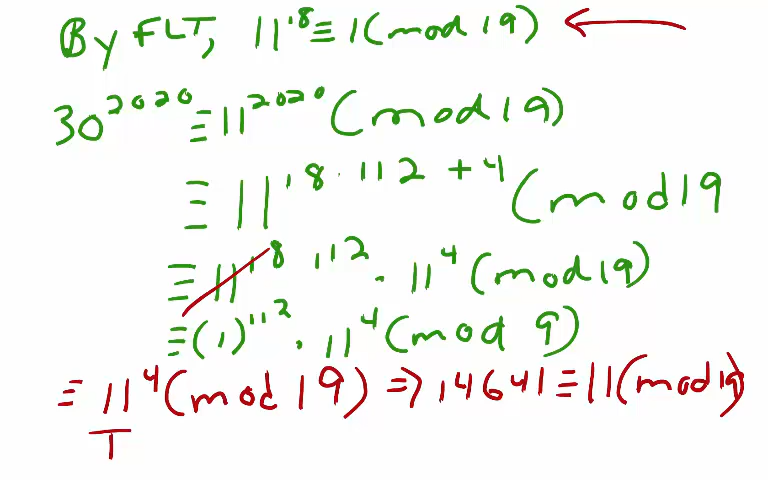 By FLT, 11^18 ≡ 1 (mod 19) ←
30^2020 ≡ 11^2020 (mod 19)
≡ 11^18·112+4 (mod 19
≡ 11^18 112 · 11^4 (mod 19)
≡ (1)^112 · 11^4 (mod 9)
≡ 11^4 (mod 19) => 14641 ≡ 11 (mod 19)